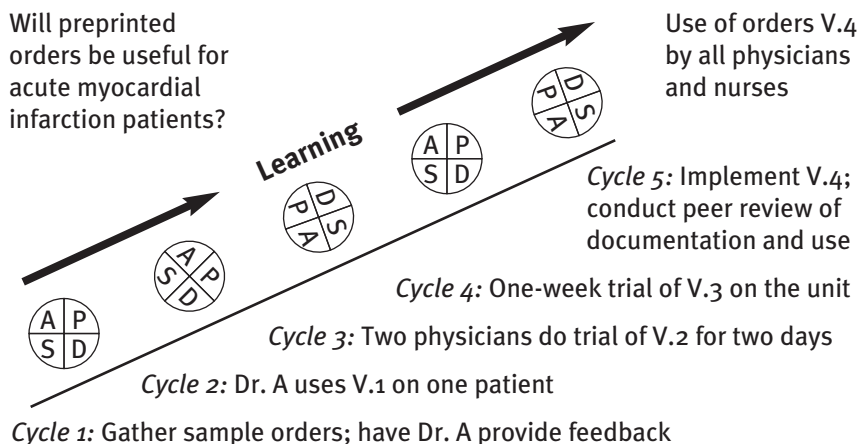 Will preprinted
orders be useful for
acute myocardial
infarction patients?
Use of orders V.4
by all physicians
and nurses
Learning
A P
S D
A P
S D
D S
P A
A P
S D
D S
P A
Cycle 5: Implement V.4;
conduct peer review of
documentation and use
Cycle 4: One-week trial of V.3 on the unit
Cycle 3: Two physicians do trial of V.2 for two days
Cycle 2: Dr. A uses V.1 on one patient
Cycle 1: Gather sample orders; have Dr. A provide feedback